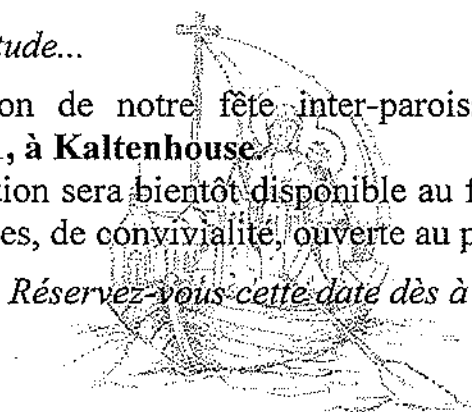 tude...
on de notre fête inter-parois
, à Kaltenhouse.
tion sera bientôt disponible au f
es, de convivialité, ouverte au p
Réservez-vous cette date dès à